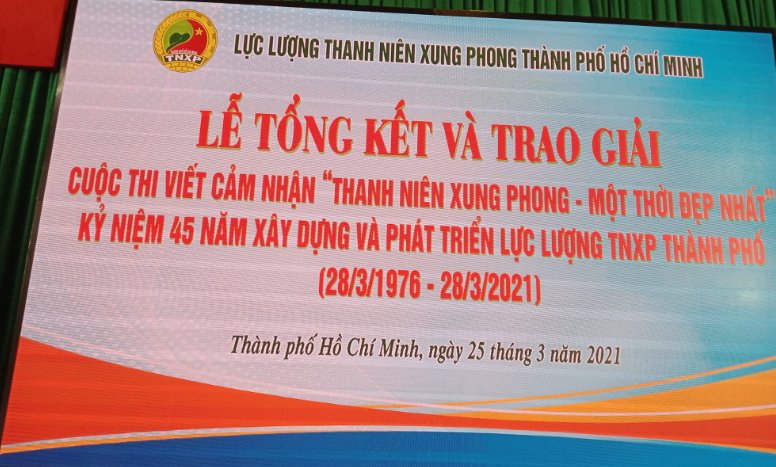 TNXP
LỰC LƯỢNG THANH NIÊN XUNG PHONG THÀNH PHỐ HỒ CHÍ MINH
LỄ TỔNG KẾT VÀ TRAO GIẢI
CUỘC THI VIẾT CẢM NHẬN “THANH NIÊN XUNG PHONG - MỘT THỜI ĐẸP NHẤT”
KỶ NIỆM 45 NĂM XÂY DỰNG VÀ PHÁT TRIỂN LỰC LƯỢNG TNXP THÀNH PHỐ
(28/3/1976 - 28/3/2021)
Thành phố Hồ Chí Minh, ngày 25 tháng 3 năm 2021